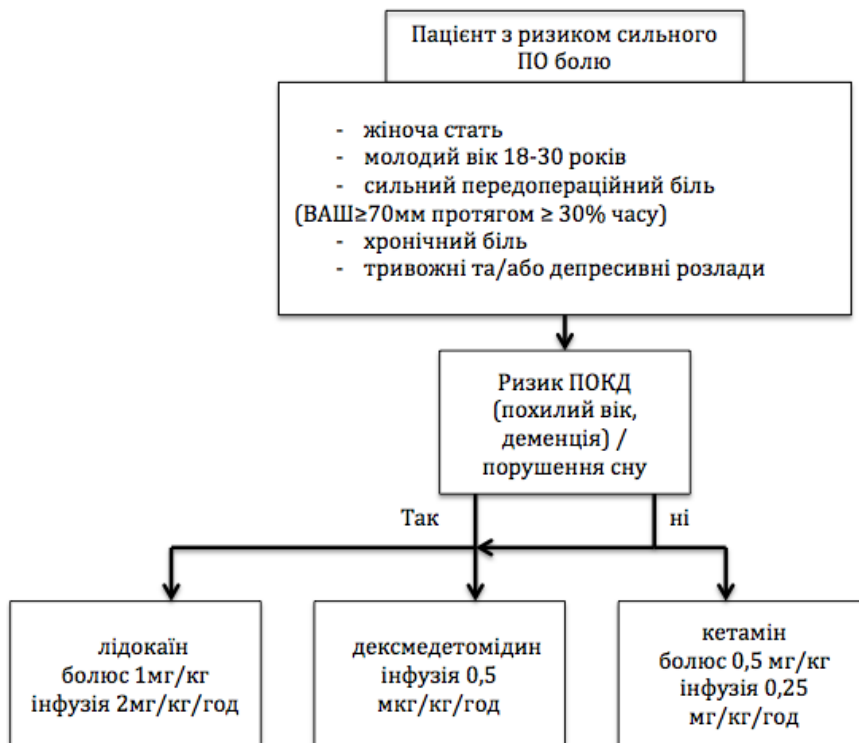 Пацієнт з ризиком сильного
ПО болю
- жіноча стать
- молодий вік 18-30 років
- сильний передопераційний біль
(ВАШ≥70мм протягом ≥ 30% часу)
- хронічний біль
- тривожні та/або депресивні розлади
Ризик ПОКД
(похилий вік,
деменція) /
порушення сну
Так
ні
лідокаїн
болюс 1мг/кг
інфузія 2мг/кг/год
дексмедетомідин
інфузія 0,5
мкг/кг/год
кетамін
болюс 0,5 мг/кг
інфузія 0,25
мг/кг/год